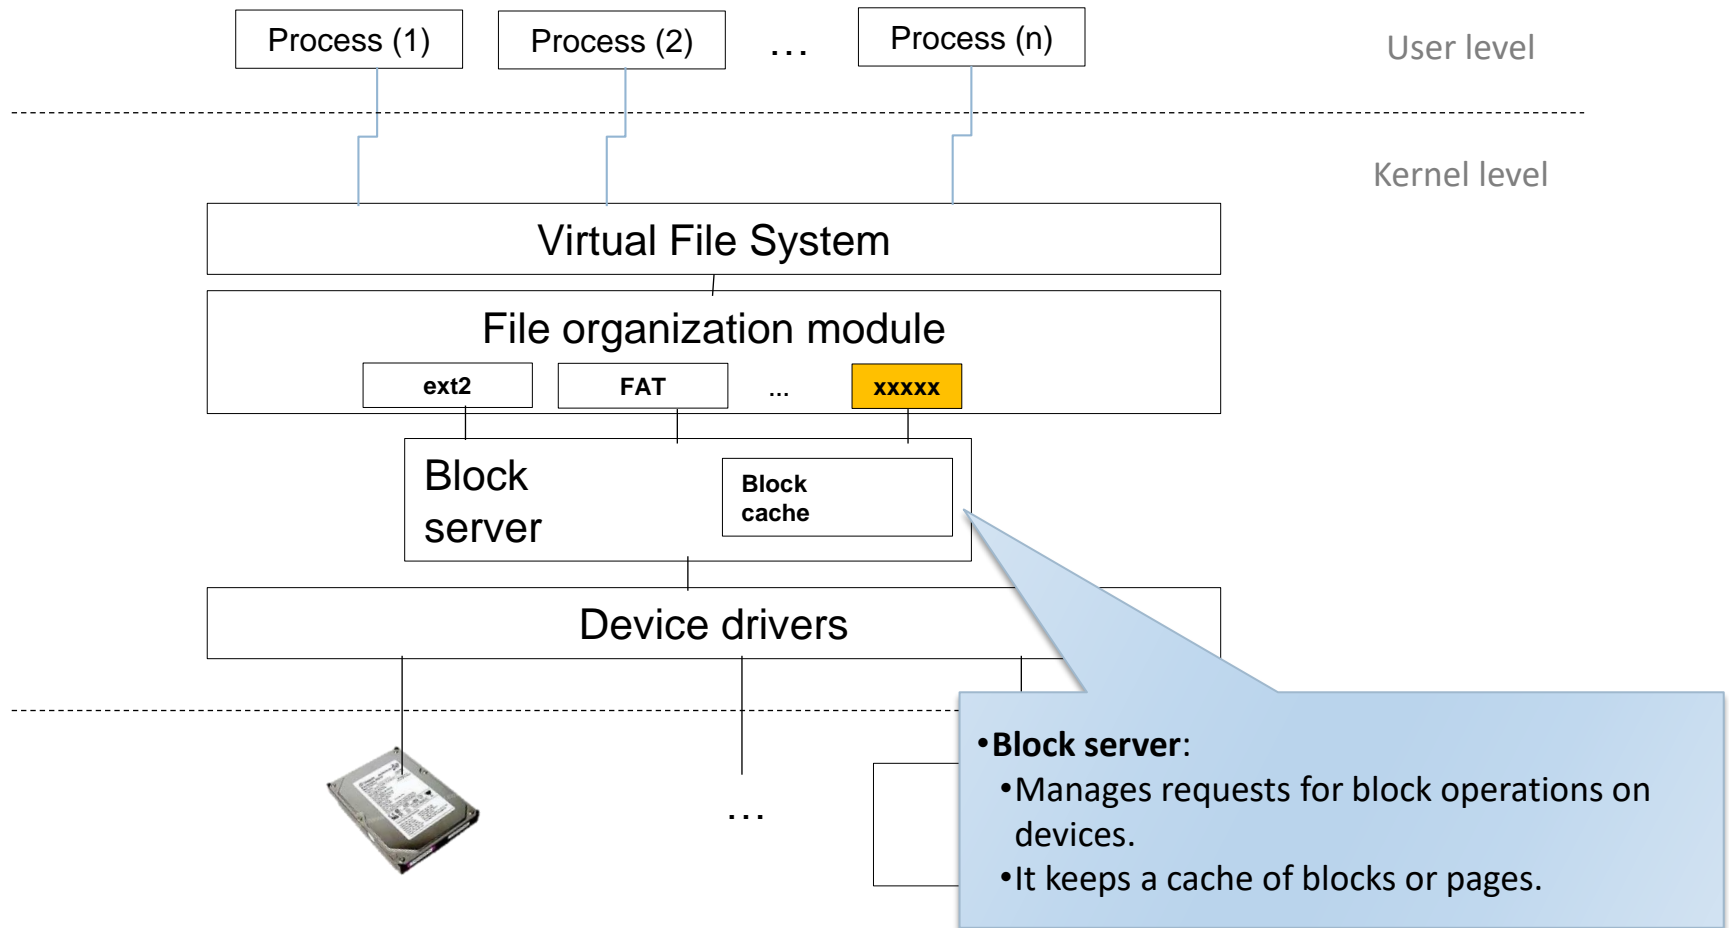 Process (1)
Process (2)
...
Process (n)
User level
Kernel level
Virtual File System
File organization module
ext2
FAT
...
xxxxx
Block
server
Block
cache
Device drivers
...
•Block server:
•Manages requests for block operations on
devices.
•It keeps a cache of blocks or pages.